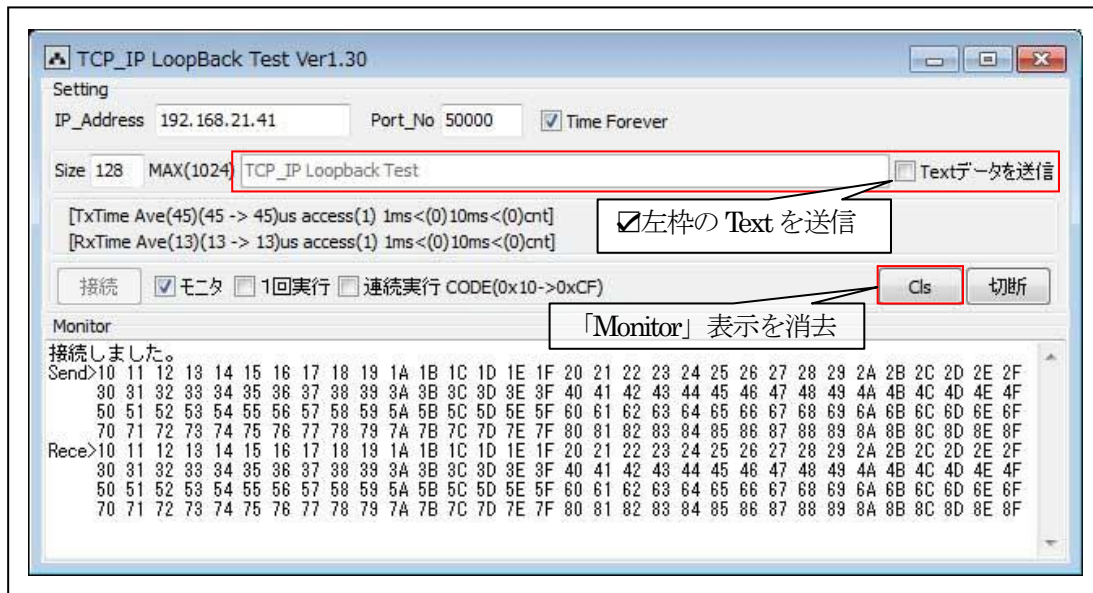 TCP_IP LoopBack Test Ver1.30
Setting
IP_Address 192.168.21.41 Port_No 50000 Time Forever
Size 128 MAX(1024) TCP_IP Loopback Test Textデータを送信
[TxTime Ave(45)(45 -> 45)us access(1) 1ms<(0)10ms<(0)cnt]
☑左枠の Text を送信
[RxTime Ave(13)(13 -> 13)us access(1) 1ms<(0)10ms<(0)cnt]
接続 モニタ 1回実行 連続実行 CODE(0x10->0xCF) Cls 切断
「Monitor」表示を消去
Monitor
接続しました。
Send>10 11 12 13 14 15 16 17 18 19 1A 1B 1C 1D 1E 1F 20 21 22 23 24 25 26 27 28 29 2A 2B 2C 2D 2E 2F
30 31 32 33 34 35 36 37 38 39 3A 3B 3C 3D 3E 3F 40 41 42 43 44 45 46 47 48 49 4A 4B 4C 4D 4E 4F
50 51 52 53 54 55 56 57 58 59 5A 5B 5C 5D 5E 5F 60 61 62 63 64 65 66 67 68 69 6A 6B 6C 6D 6E 6F
70 71 72 73 74 75 76 77 78 79 7A 7B 7C 7D 7E 7F 80 81 82 83 84 85 86 87 88 89 8A 8B 8C 8D 8E 8F
Rece>10 11 12 13 14 15 16 17 18 19 1A 1B 1C 1D 1E 1F 20 21 22 23 24 25 26 27 28 29 2A 2B 2C 2D 2E 2F
30 31 32 33 34 35 36 37 38 39 3A 3B 3C 3D 3E 3F 40 41 42 43 44 45 46 47 48 49 4A 4B 4C 4D 4E 4F
50 51 52 53 54 55 56 57 58 59 5A 5B 5C 5D 5E 5F 60 61 62 63 64 65 66 67 68 69 6A 6B 6C 6D 6E 6F
70 71 72 73 74 75 76 77 78 79 7A 7B 7C 7D 7E 7F 80 81 82 83 84 85 86 87 88 89 8A 8B 8C 8D 8E 8F